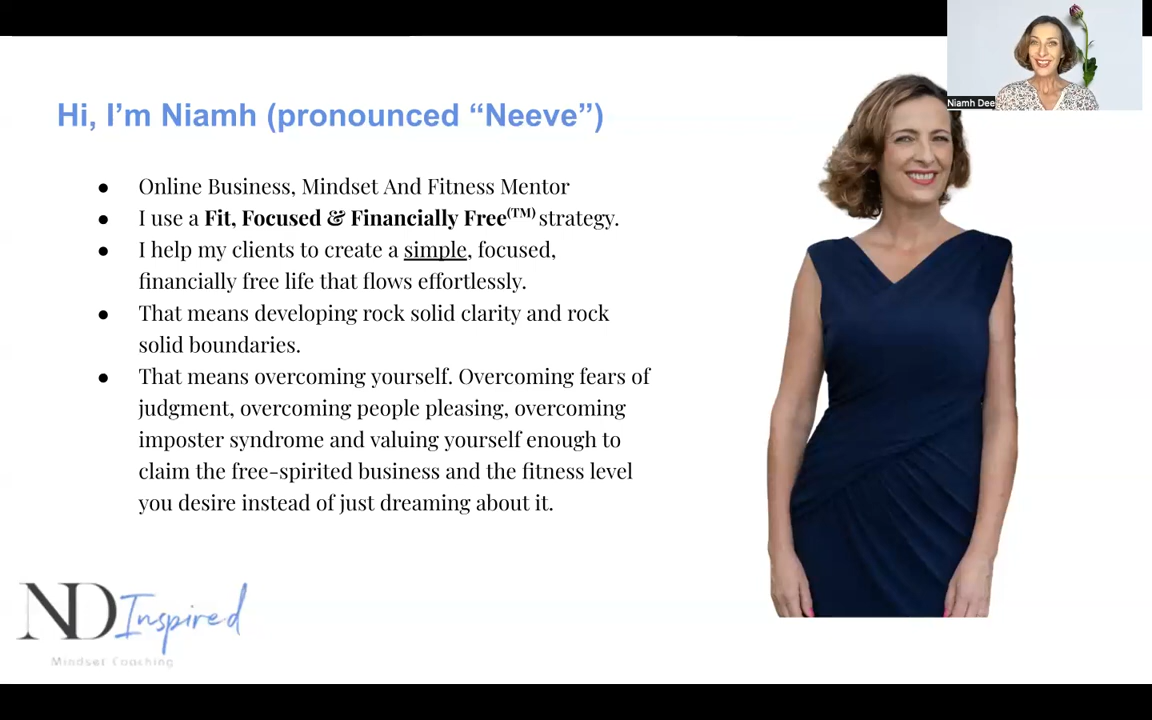 Niamh Dee
Hi, I’m Niamh (pronounced “Neeve”)
● Online Business, Mindset And Fitness Mentor
● I use a Fit, Focused & Financially Free(TM) strategy.
● I help my clients to create a simple, focused,
financially free life that flows effortlessly.
● That means developing rock solid clarity and rock
solid boundaries.
● That means overcoming yourself. Overcoming fears of
judgment, overcoming people pleasing, overcoming
imposter syndrome and valuing yourself enough to
claim the free-spirited business and the fitness level
you desire instead of just dreaming about it.
ND Inspired
Mindset Coaching